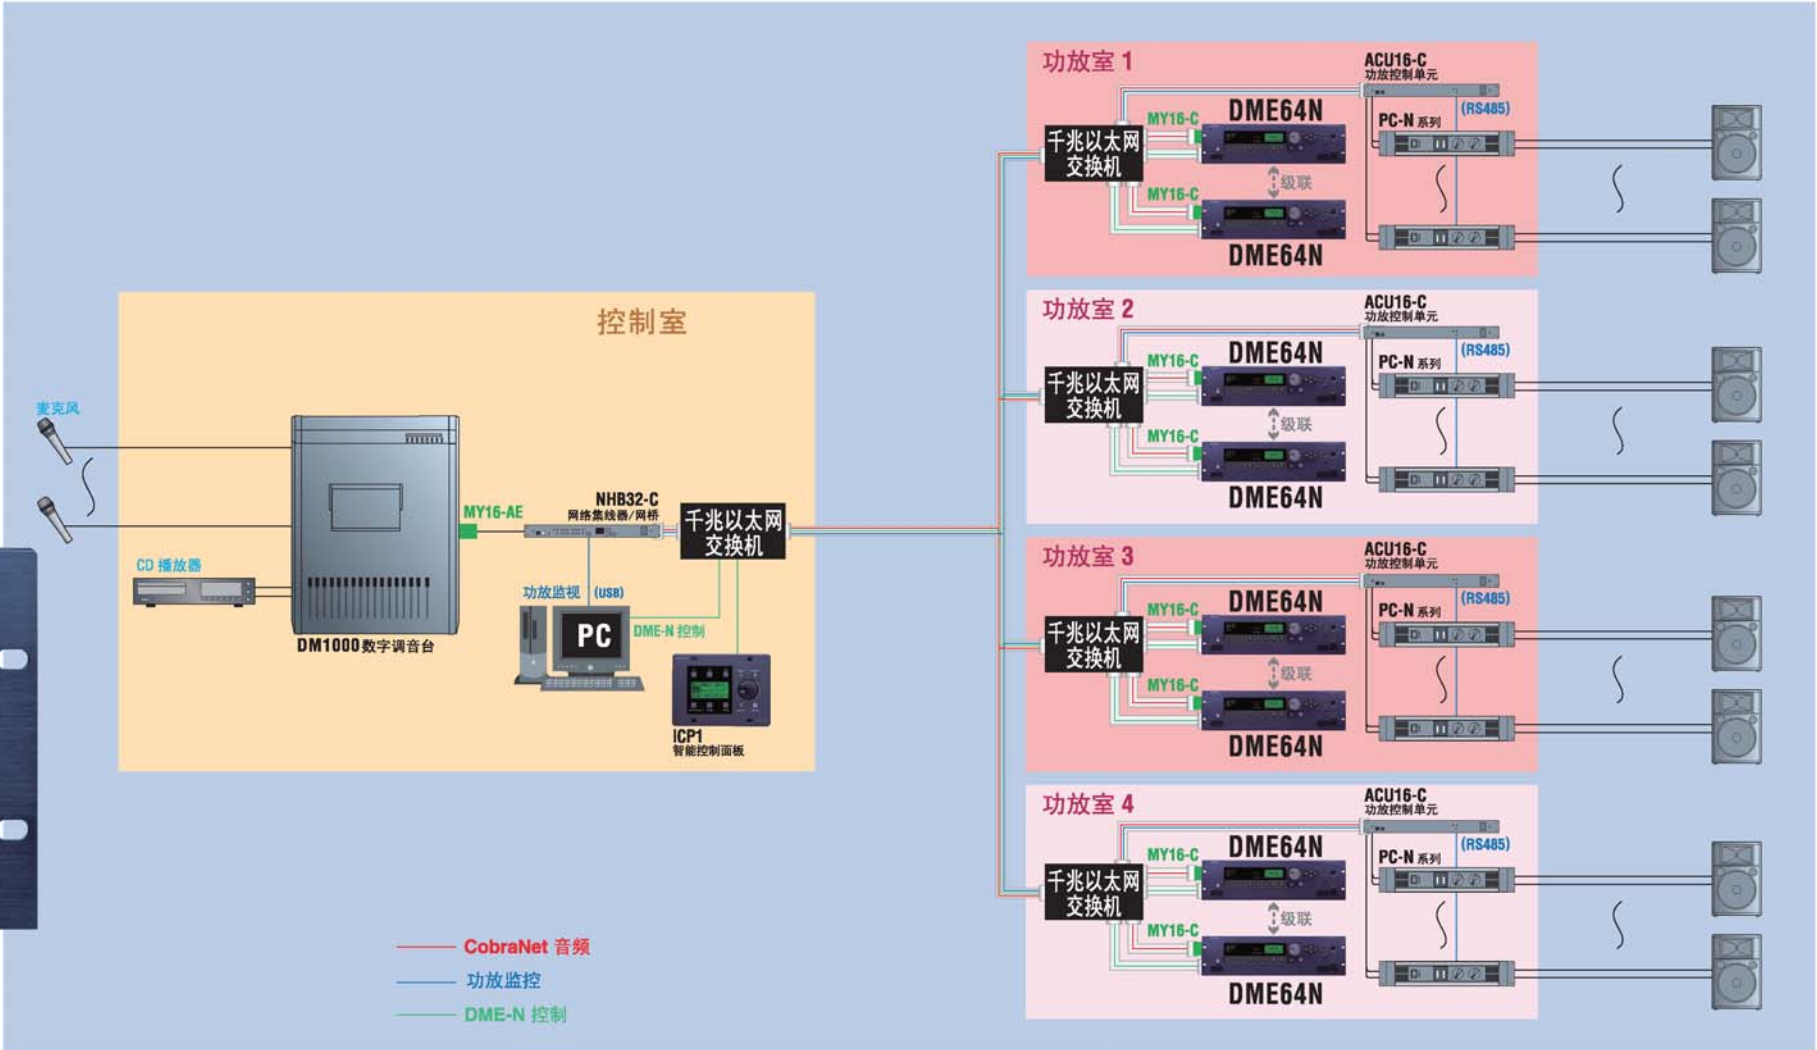 控制室
麦克风
CD 播放器
DM1000 数字调音台
MY16-AE
NHB32-C
网络集线器/网桥
千兆以太网
交换机
功放监视
(USB)
PC
DME-N 控制
ICP1
智能控制面板
CobraNet 音频
功放监控
DME-N 控制
功放室 1
千兆以太网
交换机
MY16-C
DME64N
级联
MY16-C
DME64N
ACU16-C
功放控制单元
(RS485)
PC-N 系列
功放室 2
千兆以太网
交换机
MY16-C
DME64N
级联
MY16-C
DME64N
ACU16-C
功放控制单元
(RS485)
PC-N 系列
功放室 3
千兆以太网
交换机
MY16-C
DME64N
级联
MY16-C
DME64N
ACU16-C
功放控制单元
(RS485)
PC-N 系列
功放室 4
千兆以太网
交换机
MY16-C
DME64N
级联
MY16-C
DME64N
ACU16-C
功放控制单元
(RS485)
PC-N 系列